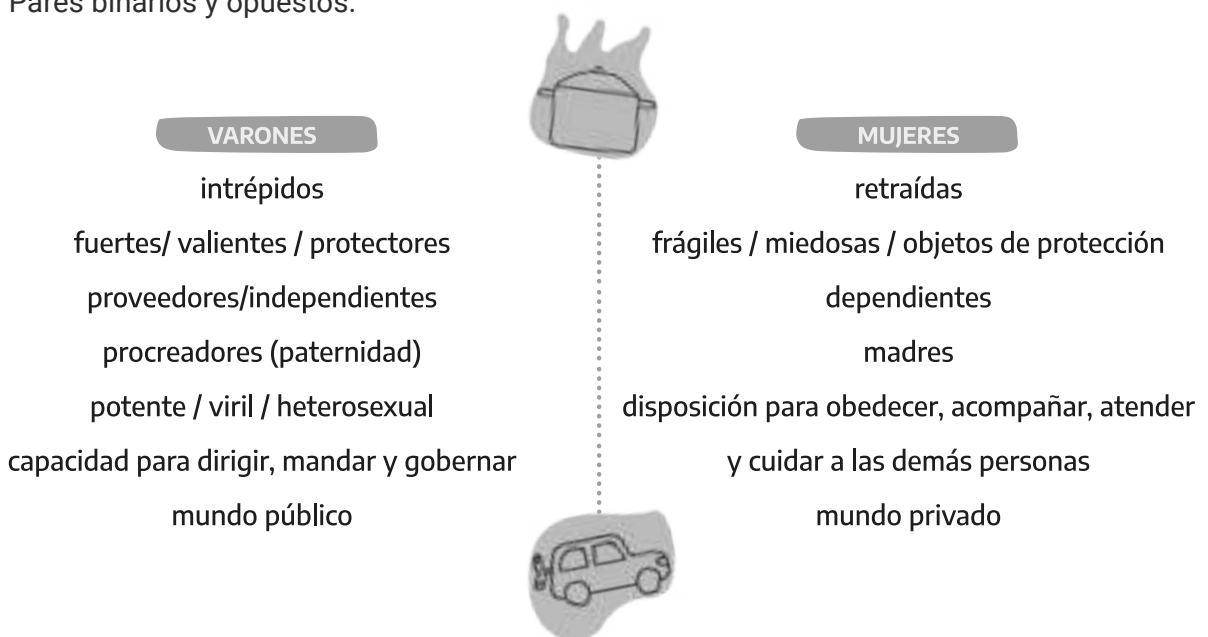 Pares binarios y opuestos:
VARONES
intrépidos
fuertes/ valientes / protectores
proveedores/independientes
procreadores (paternidad)
potente / viril / heterosexual
capacidad para dirigir, mandar y gobernar
mundo público
MUJERES
retraídas
frágiles / miedosas / objetos de protección
dependientes
madres
disposición para obedecer, acompañar, atender
y cuidar a las demás personas
mundo privado